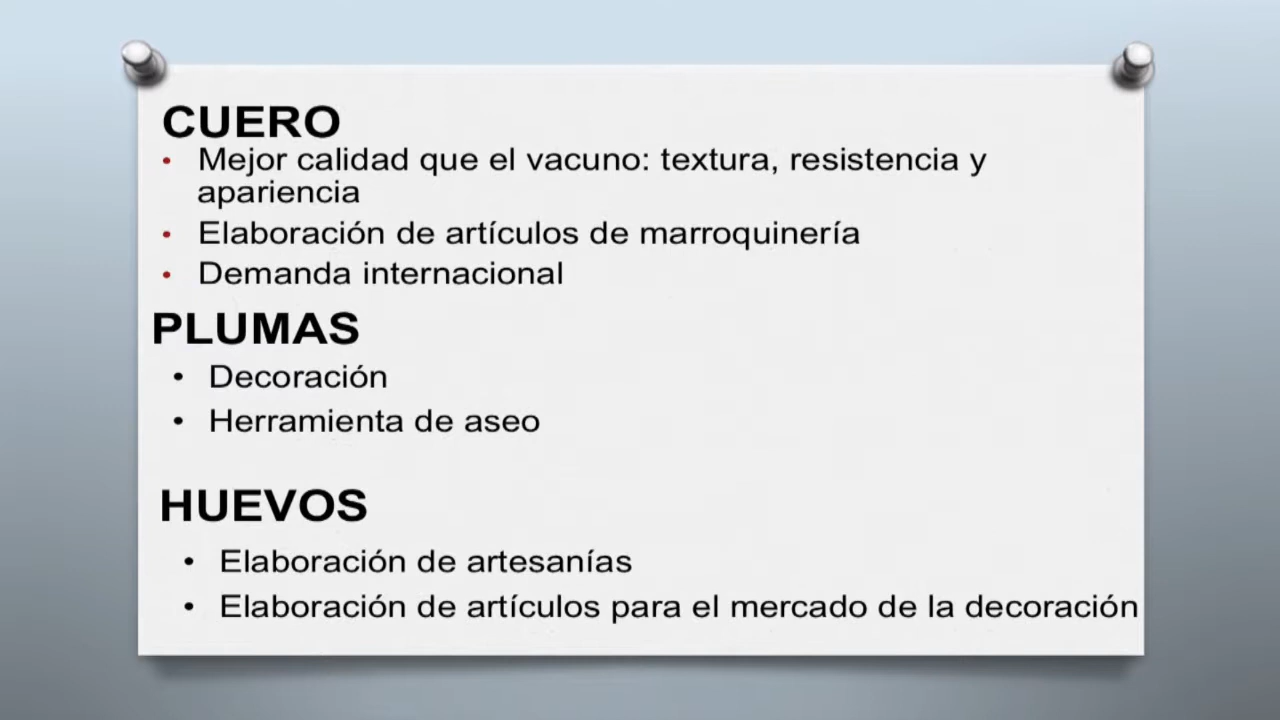 CUERO
• Mejor calidad que el vacuno: textura, resistencia y
apariencia
• Elaboración de artículos de marroquinería
• Demanda internacional
PLUMAS
• Decoración
• Herramienta de aseo
HUEVOS
• Elaboración de artesanías
• Elaboración de artículos para el mercado de la decoración